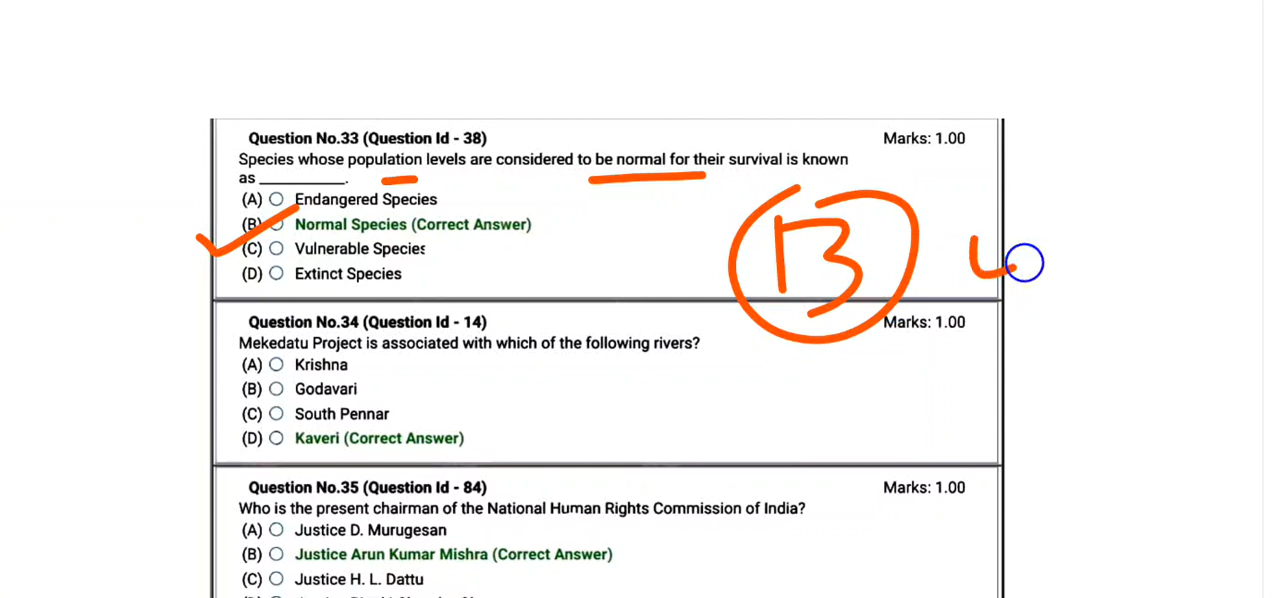 Question No.33 (Question Id - 38) Marks: 1.00
Species whose population levels are considered to be normal for their survival is known
as __________.
(A) Endangered Species
(B) Normal Species (Correct Answer)
(C) Vulnerable Species
(D) Extinct Species
B
Question No.34 (Question Id - 14) Marks: 1.00
Mekedatu Project is associated with which of the following rivers?
(A) Krishna
(B) Godavari
(C) South Pennar
(D) Kaveri (Correct Answer)
Question No.35 (Question Id - 84) Marks: 1.00
Who is the present chairman of the National Human Rights Commission of India?
(A) Justice D. Murugesan
(B) Justice Arun Kumar Mishra (Correct Answer)
(C) Justice H. L. Dattu